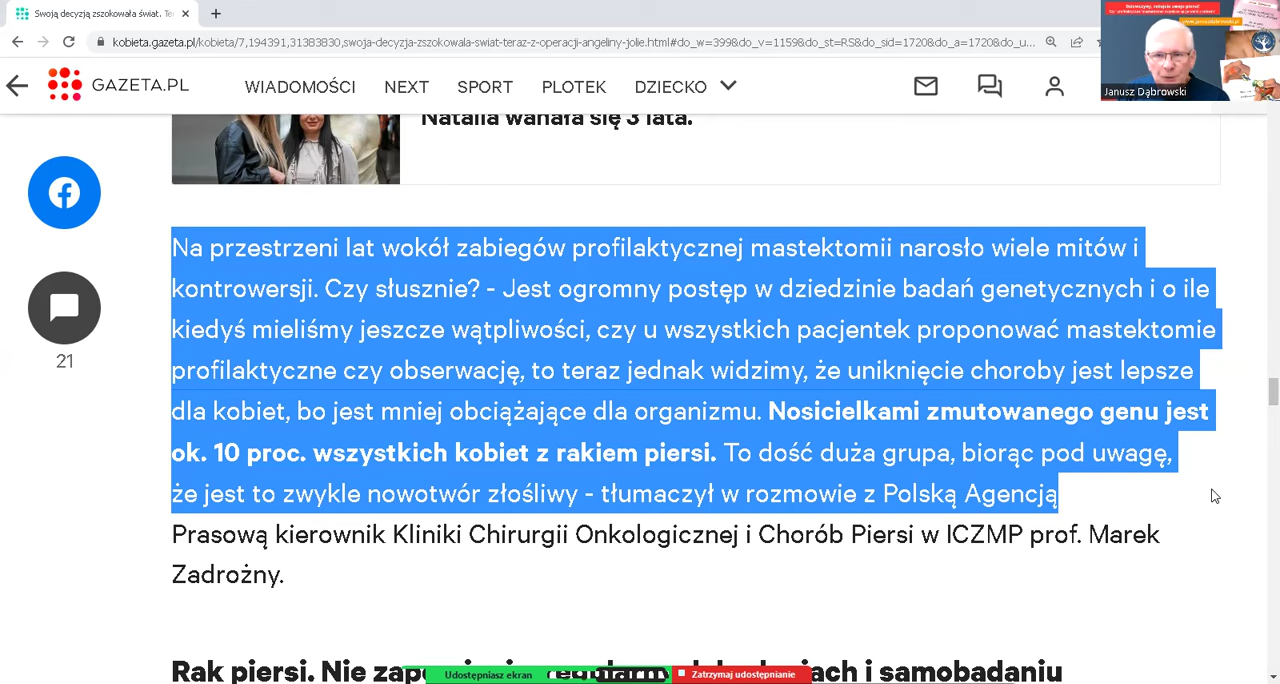 Swoją decyzją zszokowała świat. Te
kobieta.gazeta.pl/kobieta/7,194391,31383830,swoja-decyzja-zszokowala-swiat-teraz-z-operacji-angeliny-jolie.html#do_w=399&do_v=1159&do_st=RS&do_sid=1720&do_a=1720&do_u...
Janusz Dąbrowski
GAZETA.PL WIADOMOŚCI NEXT SPORT PLOTEK DZIECKO
się 3 lata.
21
Na przestrzeni lat wokół zabiegów profilaktycznej mastektomii narosło wiele mitów i
kontrowersji. Czy słusznie? - Jest ogromny postęp w dziedzinie badań genetycznych i o ile
kiedyś mieliśmy jeszcze wątpliwości, czy u wszystkich pacjentek proponować mastektomie
profilaktyczne czy obserwację, to teraz jednak widzimy, że uniknięcie choroby jest lepsze
dla kobiet, bo jest mniej obciążające dla organizmu. Nosicielkami zmutowanego genu jest
ok. 10 proc. wszystkich kobiet z rakiem piersi. To dość duża grupa, biorąc pod uwagę,
że jest to zwykle nowotwór złośliwy - tłumaczył w rozmowie z Polską Agencją
Prasową kierownik Kliniki Chirurgii Onkologicznej i Chorób Piersi w ICZMP prof. Marek
Zadrożny.
Rak piersi. Nie i samobadaniu
Udostępniasz ekran Zatrzymaj udostępnianie